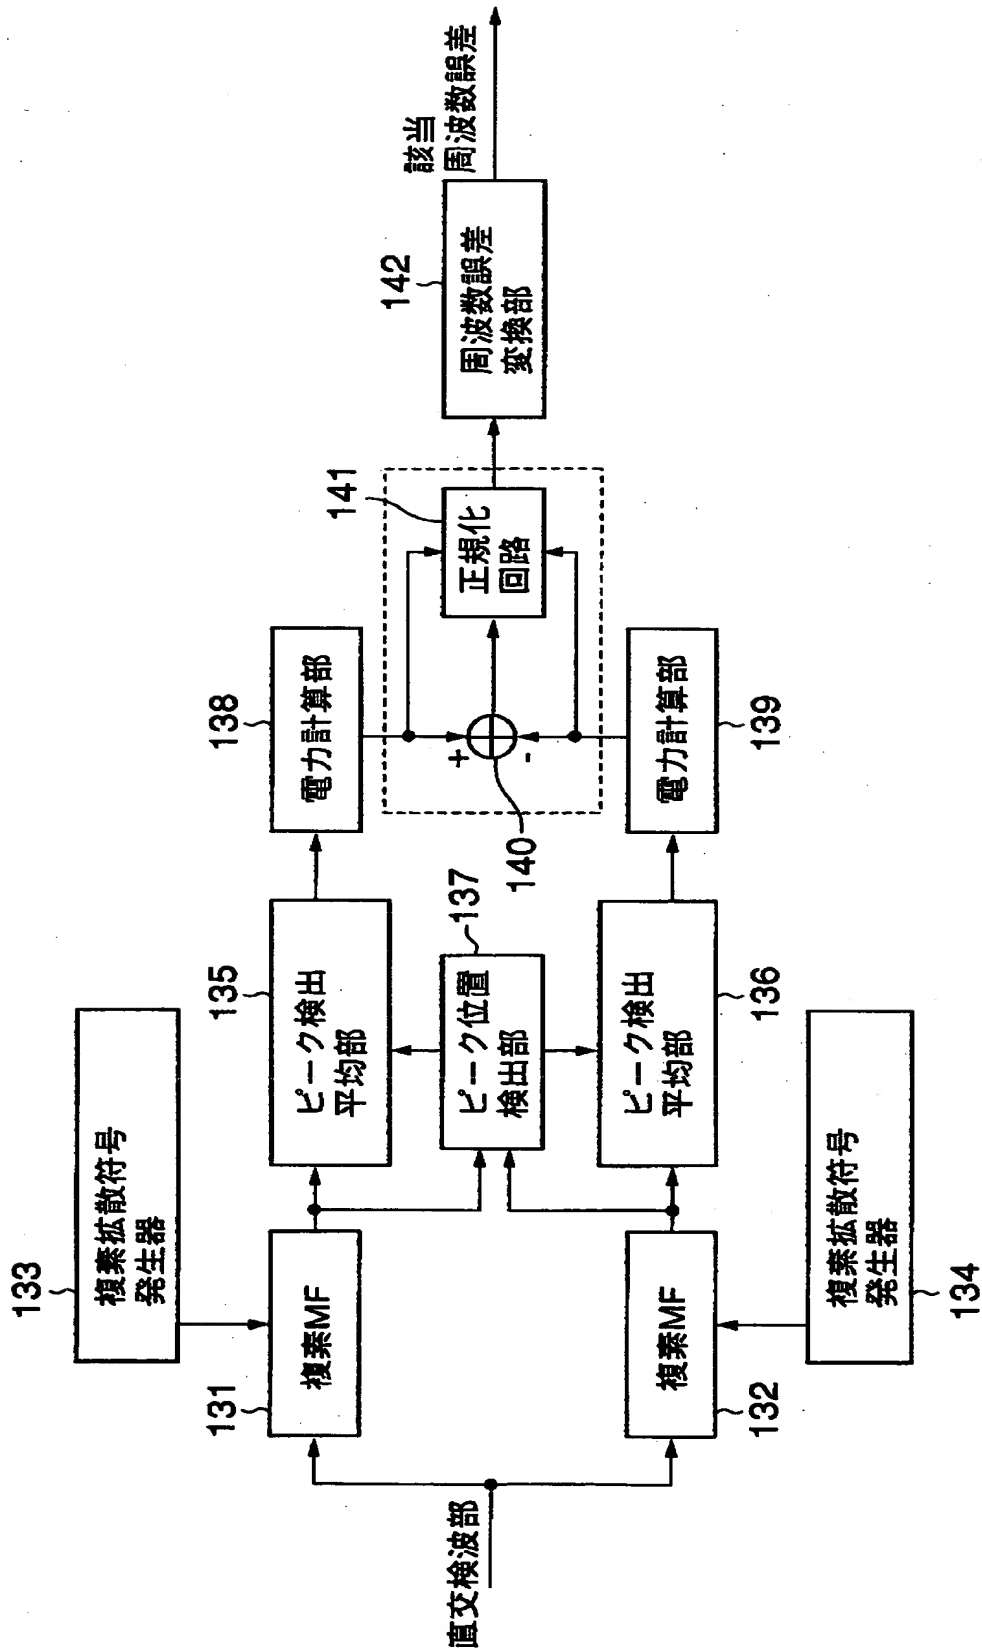 133
複素拡散符号
発生器
131
複素MF
135
ピーク検出
平均部
138
電力計算部
直交検波部
137
ピーク位置
検出部
+
-
140
141
正規化
回路
142
周波数誤差
変換部
該当
周波数誤差
132
複素MF
136
ピーク検出
平均部
139
電力計算部
134
複素拡散符号
発生器